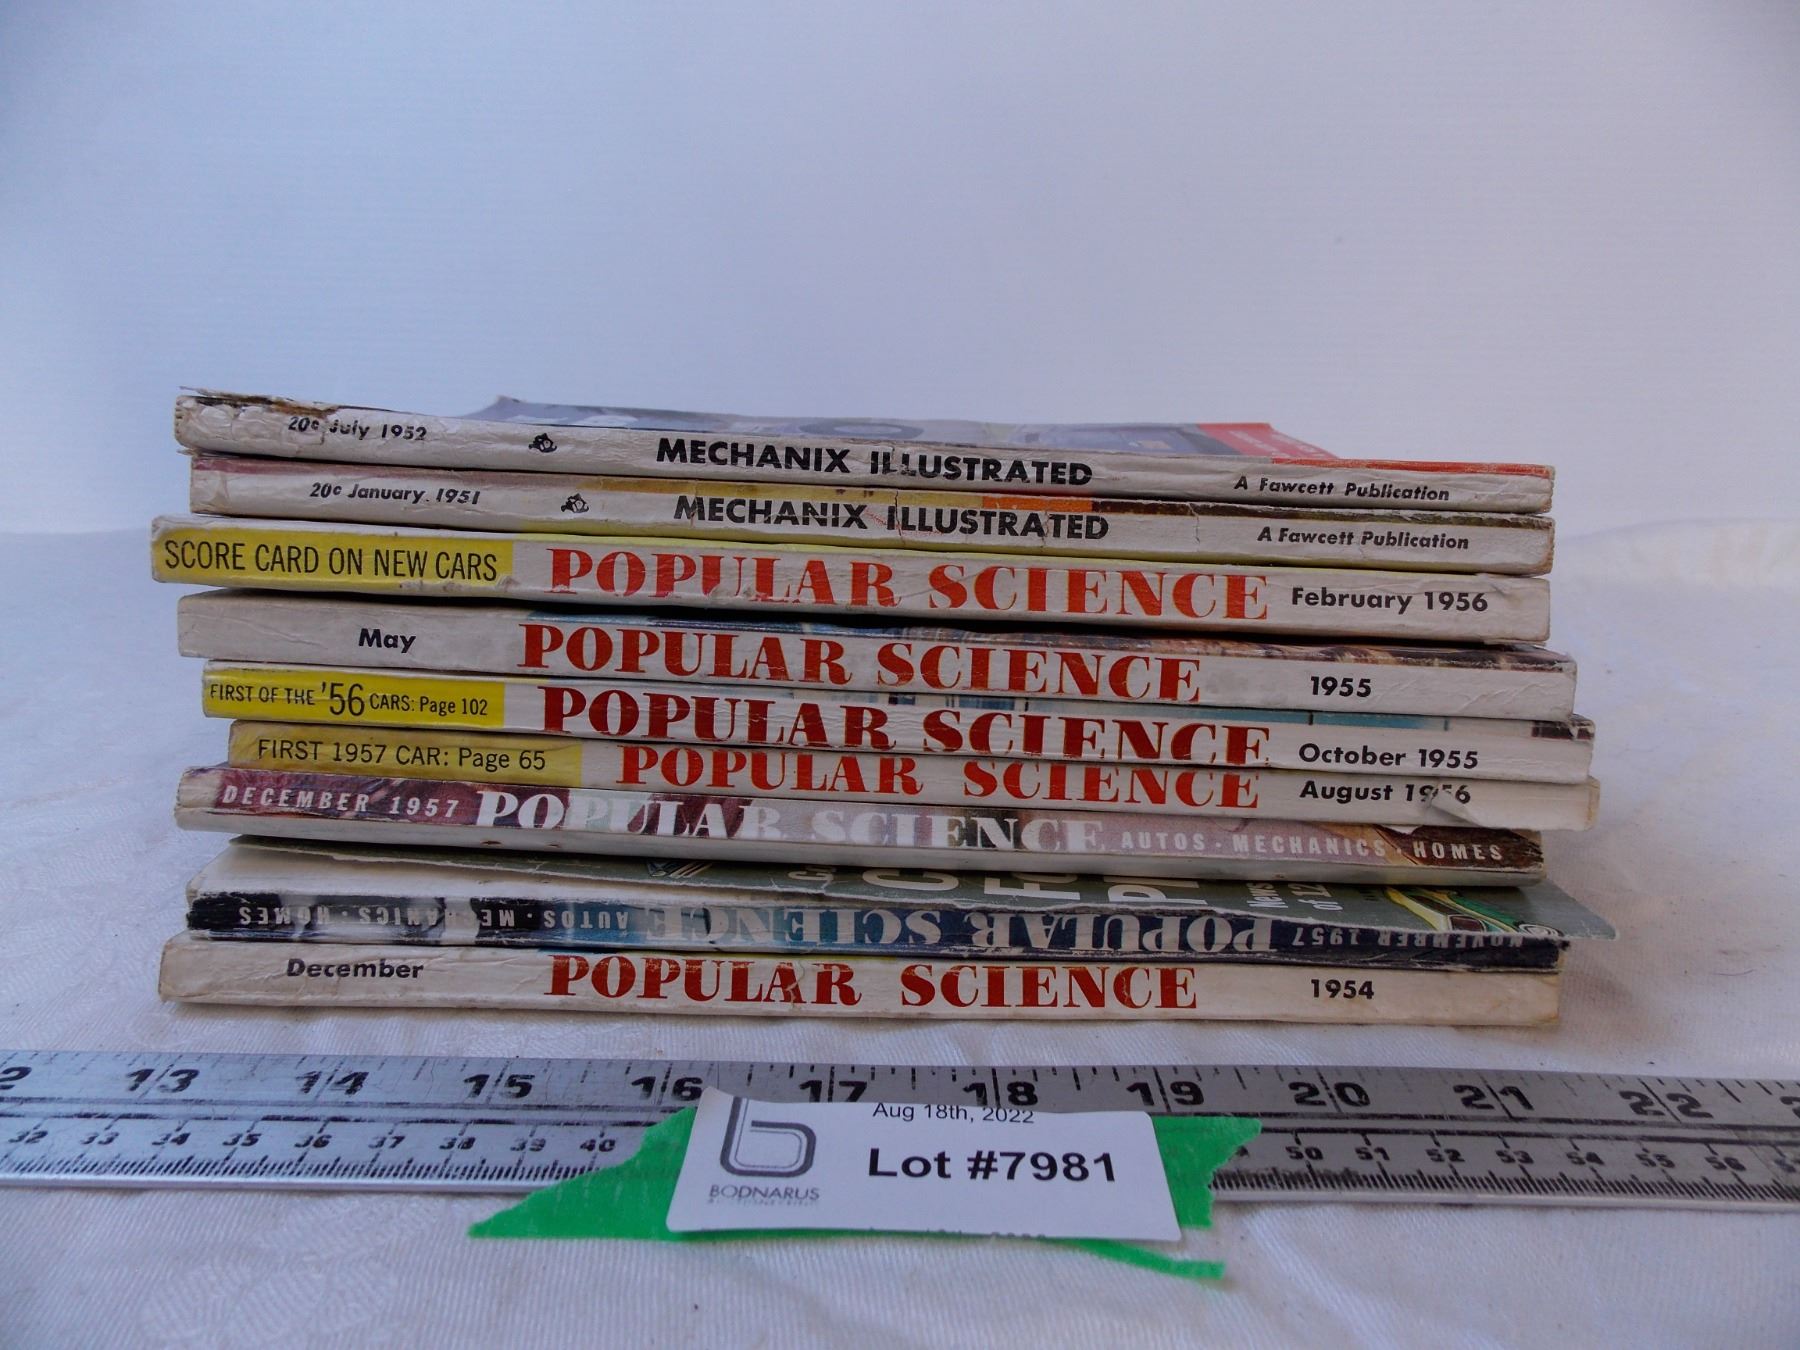 20¢ July 1952 MECHANIX ILLUSTRATED A Fawcett Publication
20¢ January 1951 MECHANIX ILLUSTRATED A Fawcett Publication
SCORE CARD ON NEW CARS POPULAR SCIENCE February 1956
May POPULAR SCIENCE 1955
FIRST OF THE '56 CARS: Page 102 POPULAR SCIENCE October 1955
FIRST 1957 CAR: Page 65 POPULAR SCIENCE August
DECEMBER 1957 POPULAR SCIENCE AUTOS · MECHANICS · HOMES
NOVEMBER 1957 POPULAR SCIENCE AUTOS · MECHANICS · HOMES
December POPULAR SCIENCE 1954
13 14 15 16 17 18 19 20 21 22
32 33 34 35 36 37 38 39 40 50 51 52 53 54 55 56
Aug 18th, 2022
Lot #7981
BODNARUS